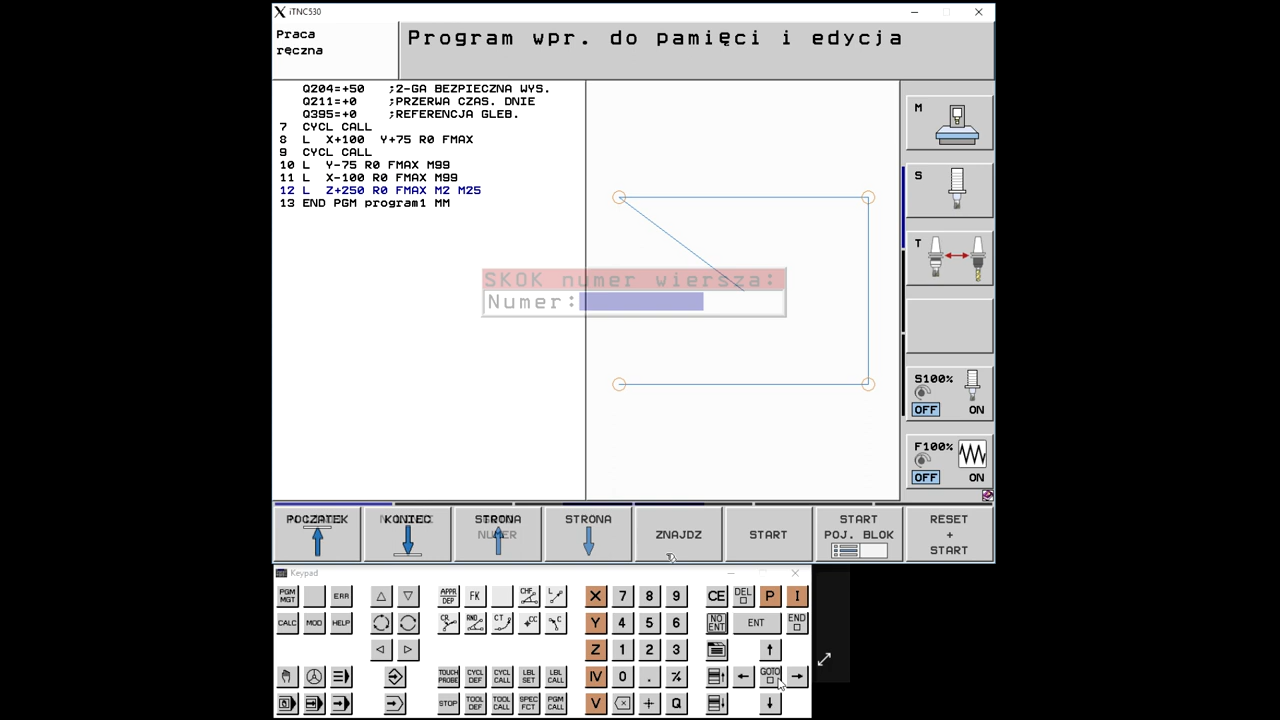 iTNC530
Praca
ręczna
Program wpr. do pamięci i edycja
Q204=+50 ;2-GA BEZPIECZNA WYS.
Q211=+0 ;PRZERWA CZAS. DNIE
Q395=+0 ;REFERENCJA GLEB.
7 CYCL CALL
8 L X+100 Y+75 R0 FMAX
9 CYCL CALL
10 L Y-75 R0 FMAX M99
11 L X-100 R0 FMAX M99
12 L Z+250 R0 FMAX M2 M25
13 END PGM program1 MM
SKOK numer wiersza:
Numer:
M
S
T
S100%
OFF ON
F100%
OFF ON
POCZATEK KONIEC STRONA STRONA ZNAJDZ START START POJ. BLOK RESET + START
NUMER
Keypad
PGM MGT ERR APPR DEP FK CHF L X 7 8 9 CE DEL P I
CALC MOD HELP CR RND CT CC C Y 4 5 6 NO ENT ENT END
Z 1 2 3
TOUCH PROBE CYCL DEF CYCL CALL LBL SET LBL CALL IV 0 . GOTO
STOP TOOL DEF TOOL CALL SPEC FCT PGM CALL V + Q